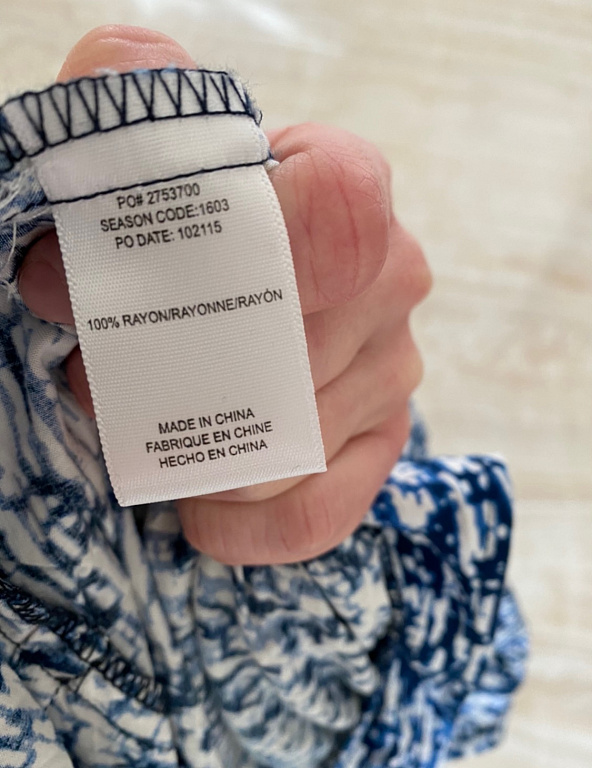 PO# 2753700
SEASON CODE:1603
PO DATE: 102115
100% RAYON/RAYONNE/RAYÓN
MADE IN CHINA
FABRIQUE EN CHINE
HECHO EN CHINA